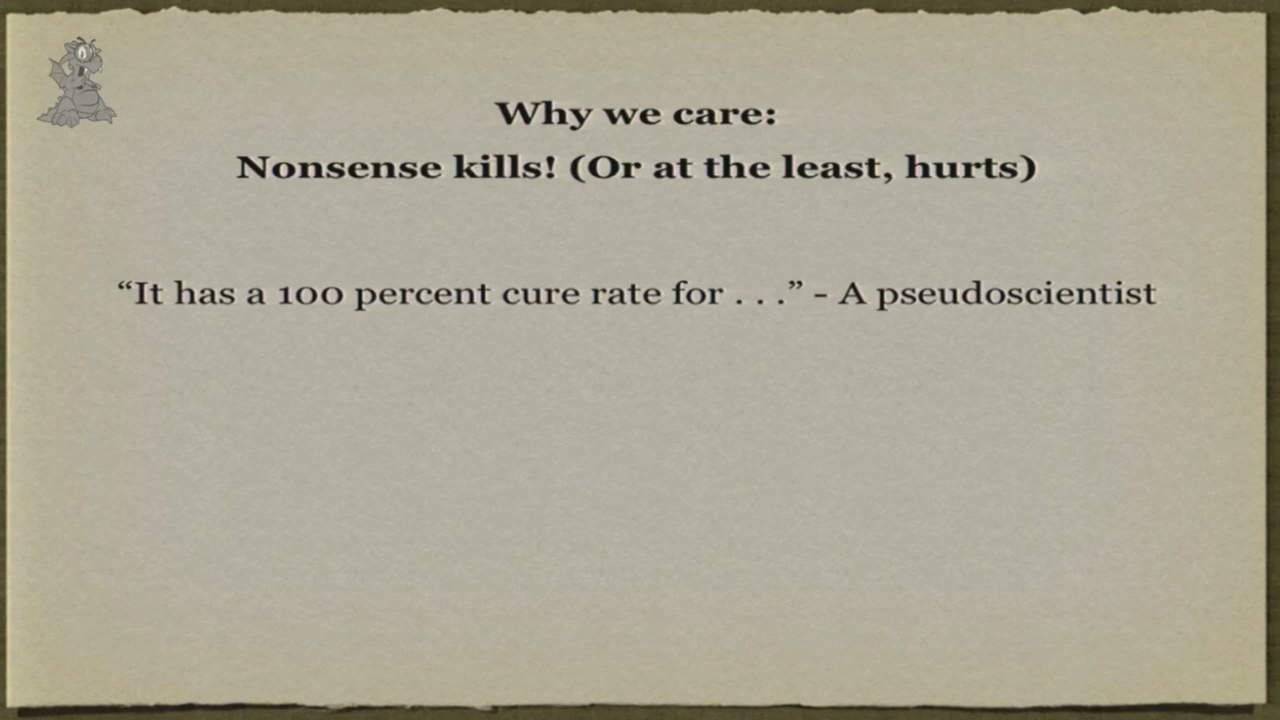 Why we care:
Nonsense kills! (Or at the least, hurts)
“It has a 100 percent cure rate for . . .” - A pseudoscientist